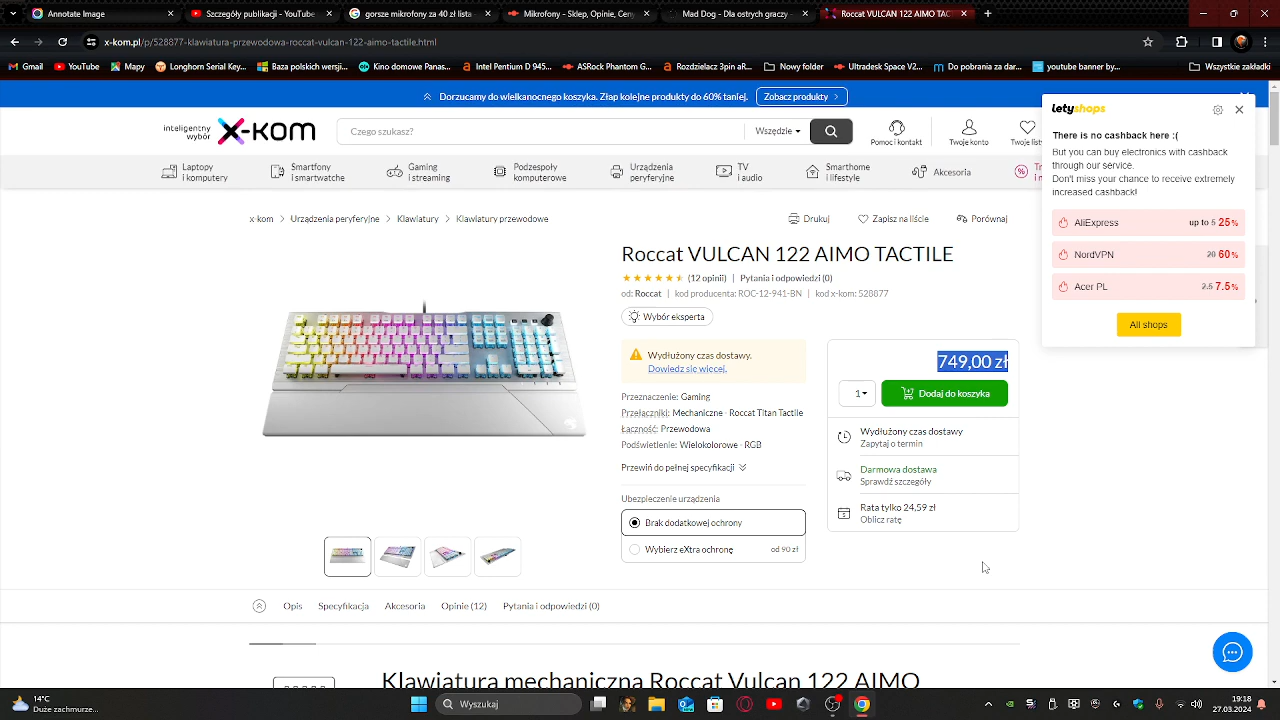 Annotate Image
Szczegóły publikacji - YouTube
gorsze mikrofony za 40 zł lista
Mikrofony - Sklep, Opinie, Ceny
Mad Dog - Dla ostrych graczy -
Roccat VULCAN 122 AIMO TAC
x-kom.pl/p/528877-klawiatura-przewodowa-roccat-vulcan-122-aimo-tactile.html
Gmail
YouTube
Mapy
Longhorn Serial Key...
Baza polskich wersji...
Kino domowe Panas...
Intel Pentium D 945...
ASRock Phantom G...
Rozdzielacz 3pin aR...
Nowy folder
Ultradesk Space V2...
Do pobrania za dar...
youtube banner by...
Wszystkie zakładki
Dorzucamy do wielkanocnego koszyka. Złap kolejne produkty do 60% taniej.
Zobacz produkty
inteligentny
wybór
x-kom
Czego szukasz?
Wszędzie
Pomoc i kontakt
Twoje konto
Twoje list
Laptopy
i komputery
Smartfony
i smartwatche
Gaming
i streaming
Podzespoły
komputerowe
Urządzenia
peryferyjne
TV
i audio
Smarthome
i lifestyle
Akcesoria
letyshops
There is no cashback here :(
But you can buy electronics with cashback
through our service.
Don't miss your chance to receive extremely
increased cashback!
AliExpress
up to 5 25%
NordVPN
20 60%
Acer PL
2.5 7.5%
All shops
x-kom
Urządzenia peryferyjne
Klawiatury
Klawiatury przewodowe
Drukuj
Zapisz na liście
Porównaj
Roccat VULCAN 122 AIMO TACTILE
(12 opinii) | Pytania i odpowiedzi (0)
od: Roccat | kod producenta: ROC-12-941-BN | kod x-kom: 528877
Wybór eksperta
Wydłużony czas dostawy.
Dowiedz się więcej.
Przeznaczenie: Gaming
Przełączniki: Mechaniczne - Roccat Titan Tactile
Łączność: Przewodowa
Podświetlenie: Wielokolorowe - RGB
Przewiń do pełnej specyfikacji
Ubezpieczenie urządzenia
Brak dodatkowej ochrony
Wybierz eXtra ochronę
od 90 zł
749,00 zł
1
Dodaj do koszyka
Wydłużony czas dostawy
Zapytaj o termin
Darmowa dostawa
Sprawdź szczegóły
Rata tylko 24,59 zł
Oblicz ratę
Opis
Specyfikacja
Akcesoria
Opinie (12)
Pytania i odpowiedzi (0)
Klawiatura mechaniczna Roccat Vulcan 122 AIMO
14°C
Duże zachmurze...
Wyszukaj
19:18
27.03.2024